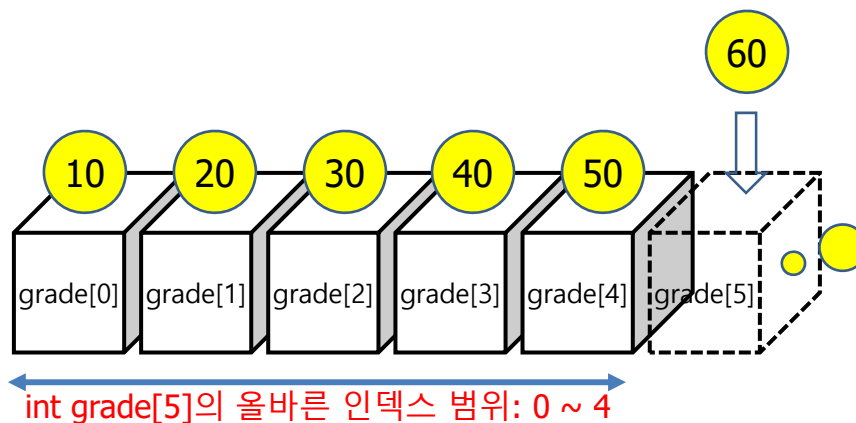 60
10 20 30 40 50
grade[0] grade[1] grade[2] grade[3] grade[4] grade[5]
int grade[5]의 올바른 인덱스 범위: 0 ~ 4